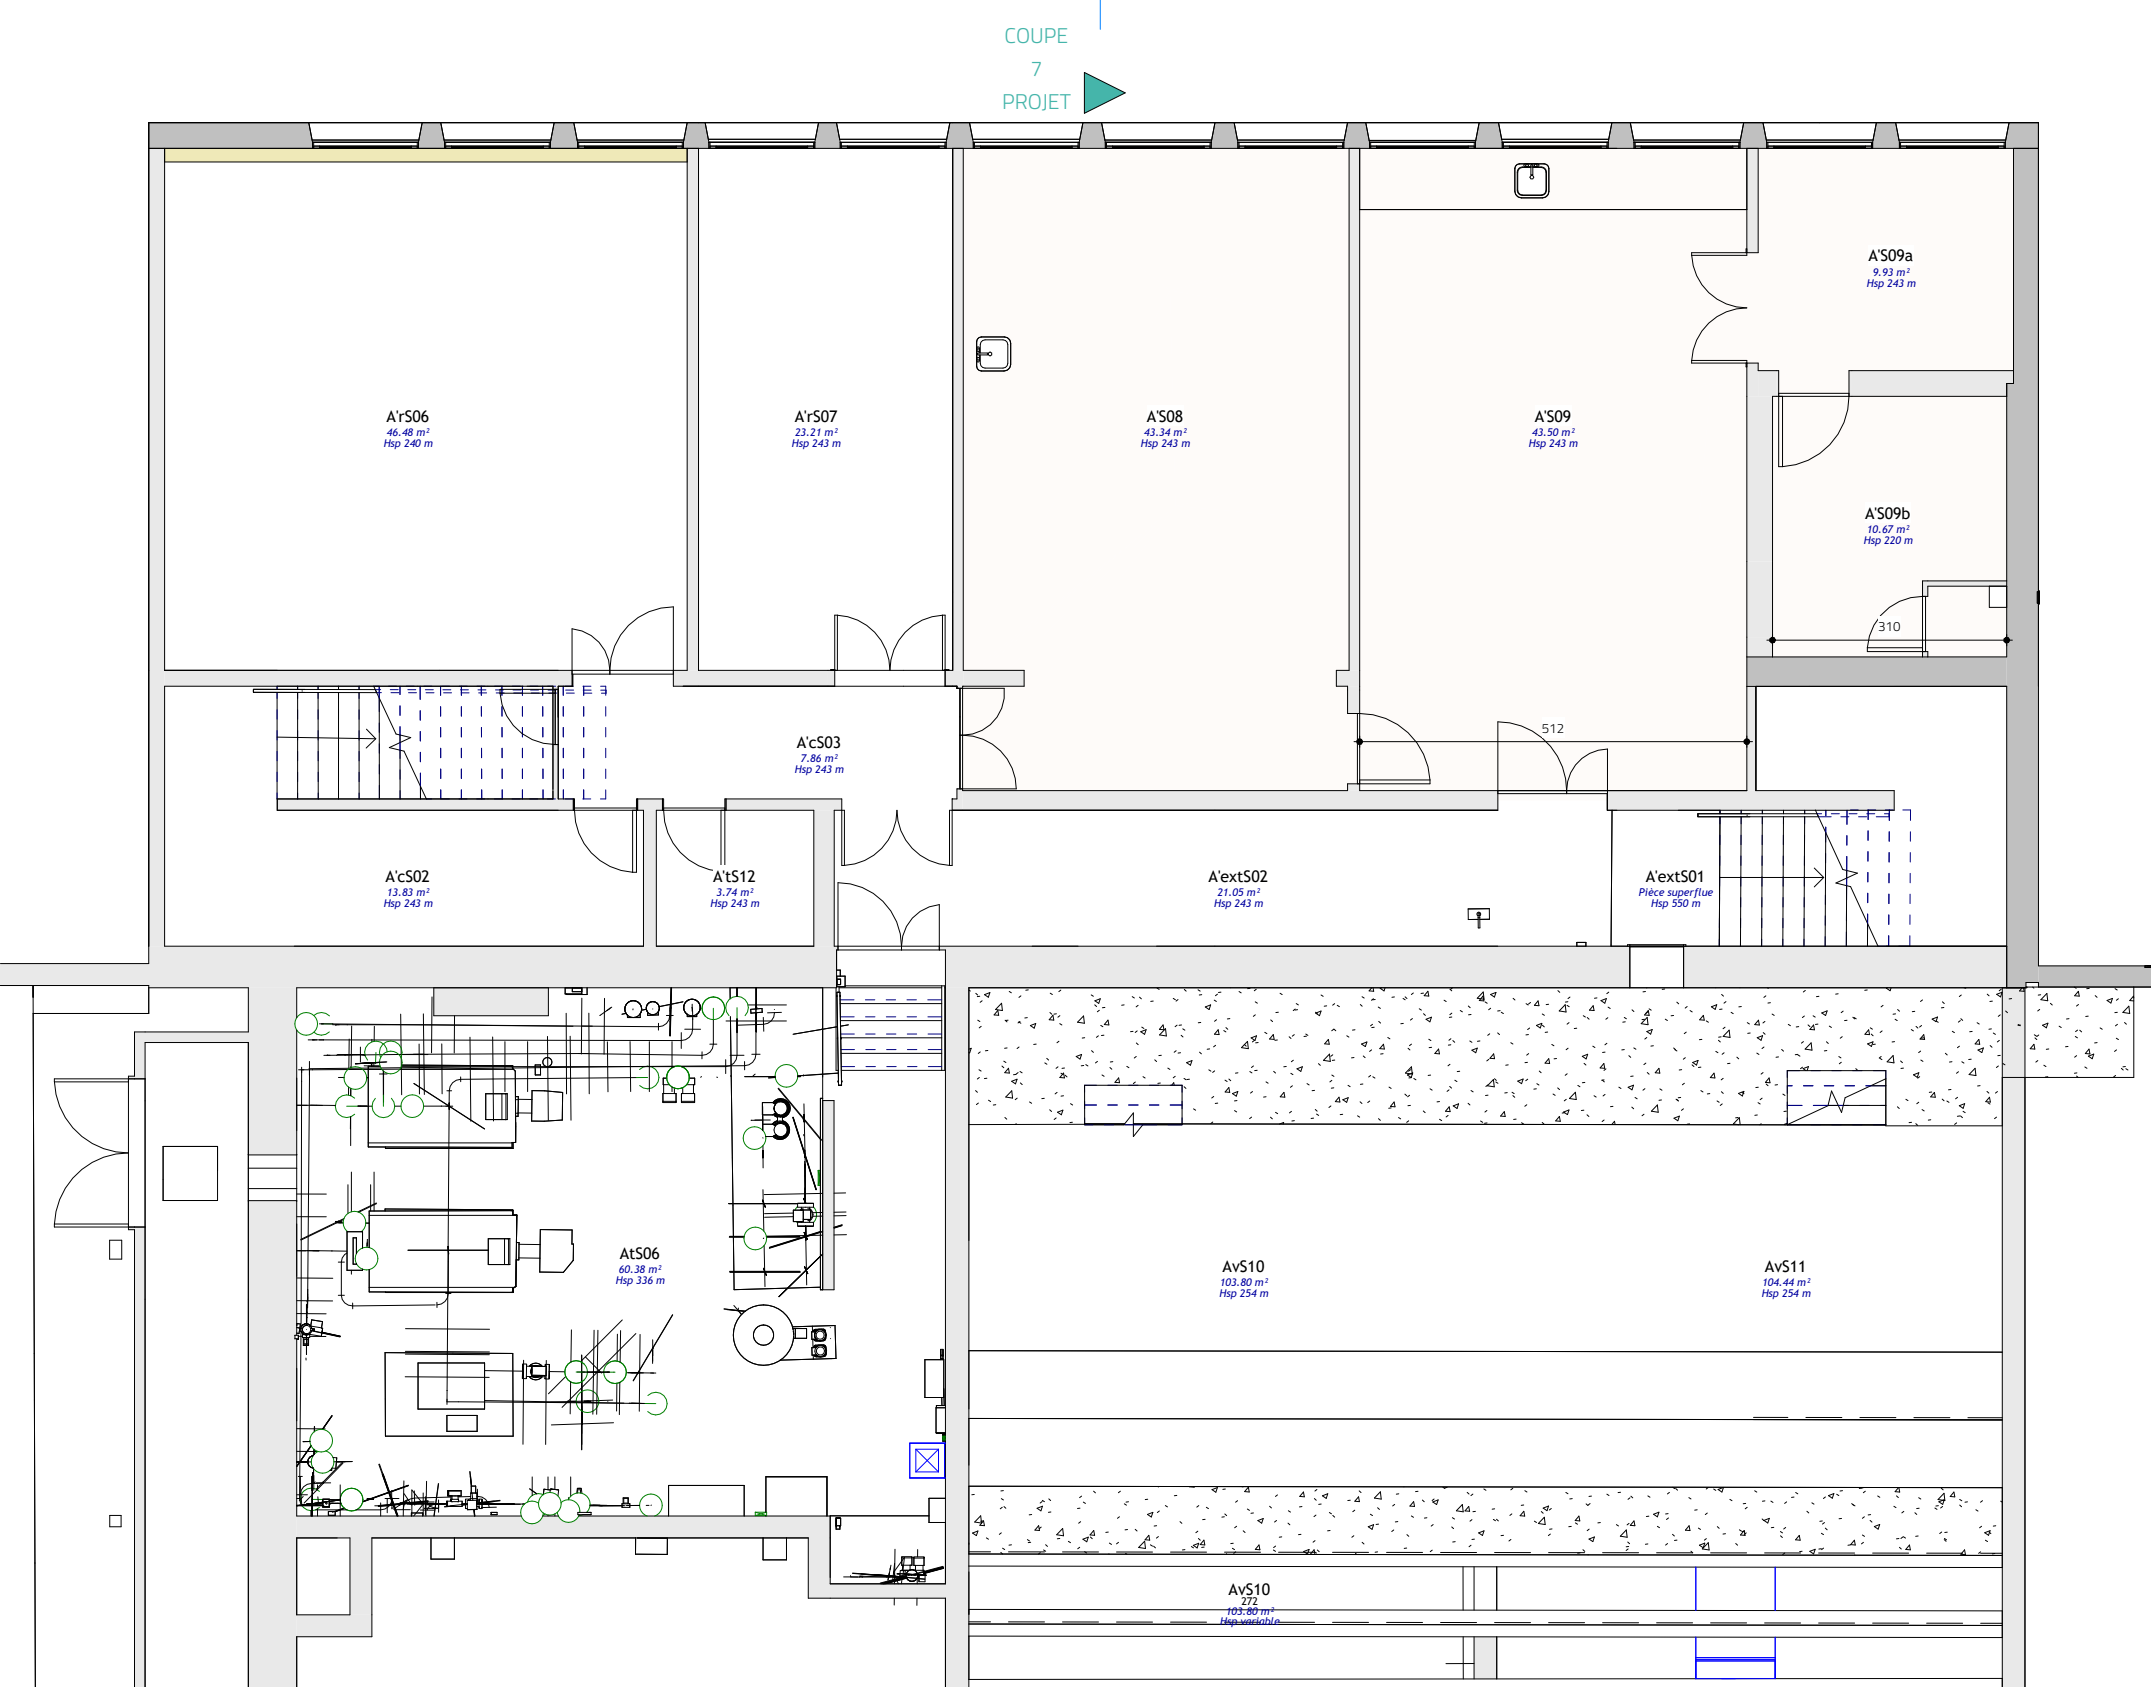 COUPE
7
PROJET
A'S09a
9.93 m²
Hsp 243 m
A'rS06
46.48 m²
Hsp 240 m
A'rS07
23.21 m²
Hsp 243 m
A'S08
43.34 m²
Hsp 243 m
A'S09
43.50 m²
Hsp 243 m
A'S09b
10.67 m²
Hsp 220 m
310
512
A'cS03
7.86 m²
Hsp 243 m
A'cS02
13.83 m²
Hsp 243 m
A'tS12
3.74 m²
Hsp 243 m
A'extS02
21.05 m²
Hsp 243 m
A'extS01
Pièce superflue
Hsp 550 m
AtS06
60.38 m²
Hsp 336 m
AvS10
103.80 m²
Hsp 254 m
AvS11
104.44 m²
Hsp 254 m
AvS10
272
103.80 m²
Hsp variable